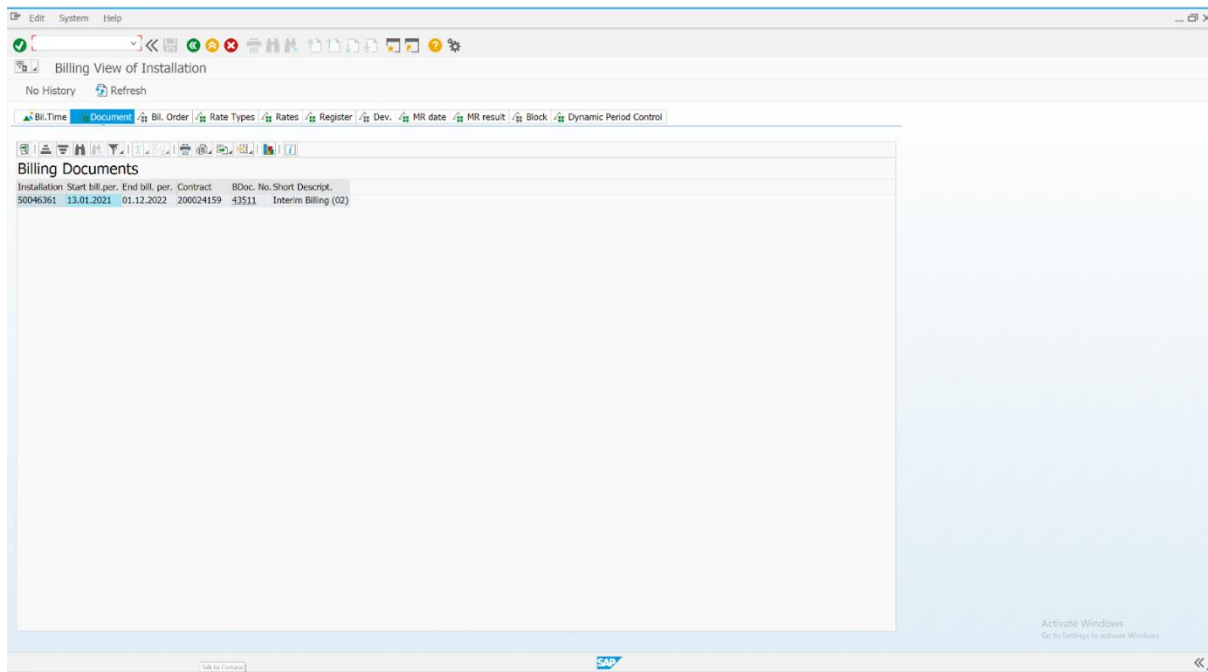 Edit System Help
Billing View of Installation
No History Refresh
Bil.Time Document Bil. Order Rate Types Rates Register Dev. MR date MR result Block Dynamic Period Control
Billing Documents
Installation Start bill.per. End bill. per. Contract BDoc. No. Short Descript.
50046361 13.01.2021 01.12.2022 200024159 43511 Interim Billing (02)
Activate Windows
Go to Settings to activate Windows.
Talk to Cortana
SAP